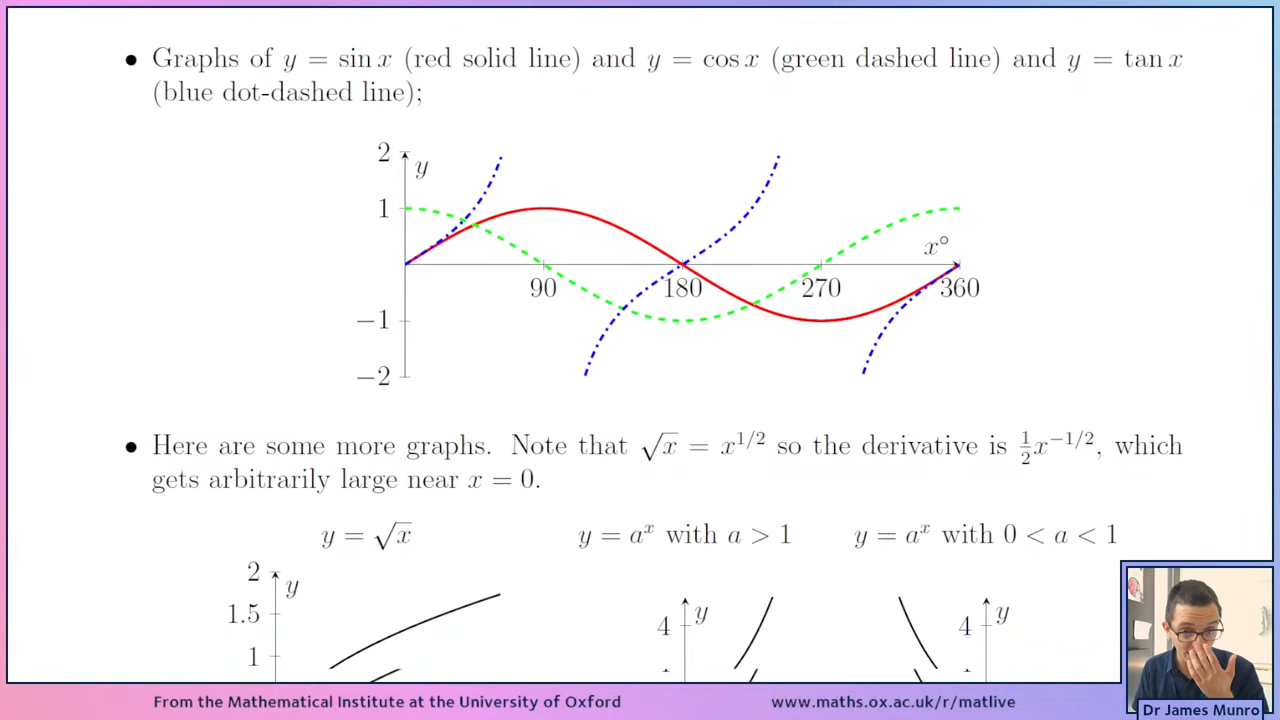 • Graphs of y = sin x (red solid line) and y = cos x (green dashed line) and y = tan x
(blue dot-dashed line);
2
y
1
x°
90 180 270 360
−1
−2
• Here are some more graphs. Note that √x = x^{1/2} so the derivative is ½x^{−1/2}, which
gets arbitrarily large near x = 0.
y = √x y = a^x with a > 1 y = a^x with 0 < a < 1
2 y
1.5 4 y 4 y
1
Dr James Munro
From the Mathematical Institute at the University of Oxford www.maths.ox.ac.uk/r/matlive